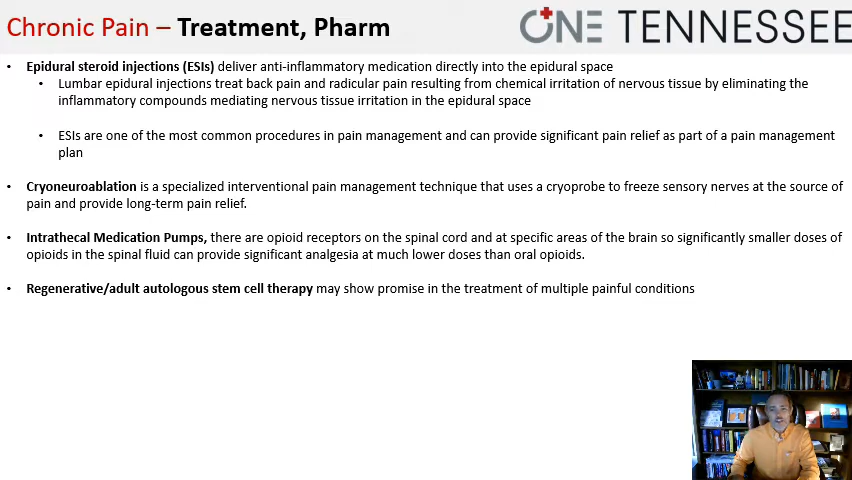 Chronic Pain – Treatment, Pharm
ONE TENNESSEE
• Epidural steroid injections (ESIs) deliver anti-inflammatory medication directly into the epidural space
• Lumbar epidural injections treat back pain and radicular pain resulting from chemical irritation of nervous tissue by eliminating the
inflammatory compounds mediating nervous tissue irritation in the epidural space
• ESIs are one of the most common procedures in pain management and can provide significant pain relief as part of a pain management
plan
• Cryoneuroablation is a specialized interventional pain management technique that uses a cryoprobe to freeze sensory nerves at the source of
pain and provide long-term pain relief.
• Intrathecal Medication Pumps, there are opioid receptors on the spinal cord and at specific areas of the brain so significantly smaller doses of
opioids in the spinal fluid can provide significant analgesia at much lower doses than oral opioids.
• Regenerative/adult autologous stem cell therapy may show promise in the treatment of multiple painful conditions